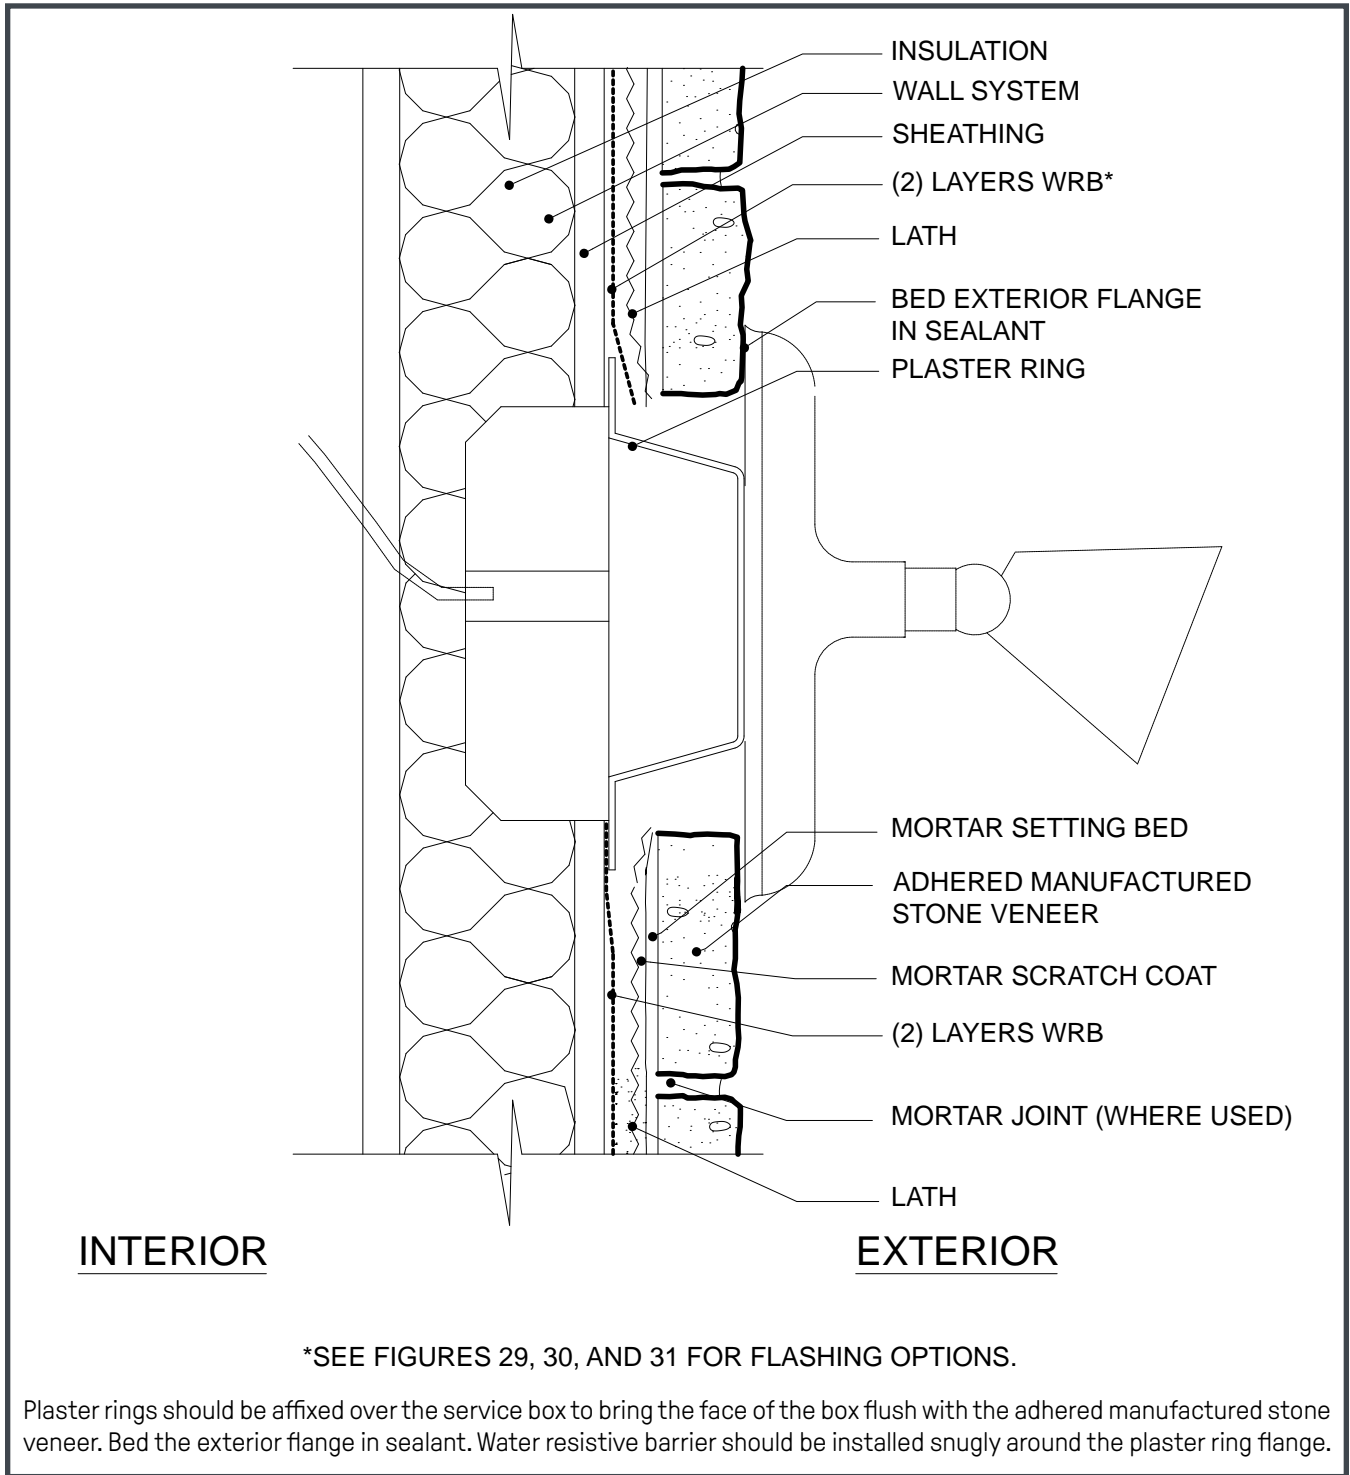 INSULATION
WALL SYSTEM
SHEATHING
(2) LAYERS WRB*
LATH
BED EXTERIOR FLANGE
IN SEALANT
PLASTER RING
MORTAR SETTING BED
ADHERED MANUFACTURED
STONE VENEER
MORTAR SCRATCH COAT
(2) LAYERS WRB
MORTAR JOINT (WHERE USED)
LATH
INTERIOR
EXTERIOR
*SEE FIGURES 29, 30, AND 31 FOR FLASHING OPTIONS.
Plaster rings should be affixed over the service box to bring the face of the box flush with the adhered manufactured stone
veneer. Bed the exterior flange in sealant. Water resistive barrier should be installed snugly around the plaster ring flange.